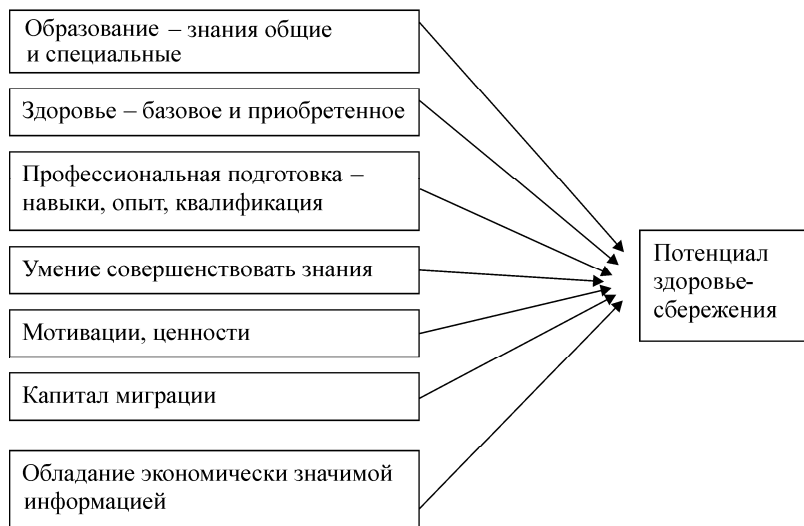 Образование – знания общие
и специальные
Здоровье – базовое и приобретенное
Профессиональная подготовка –
навыки, опыт, квалификация
Умение совершенствовать знания
Мотивации, ценности
Капитал миграции
Обладание экономически значимой
информацией
Потенциал
здоровье-
сбережения